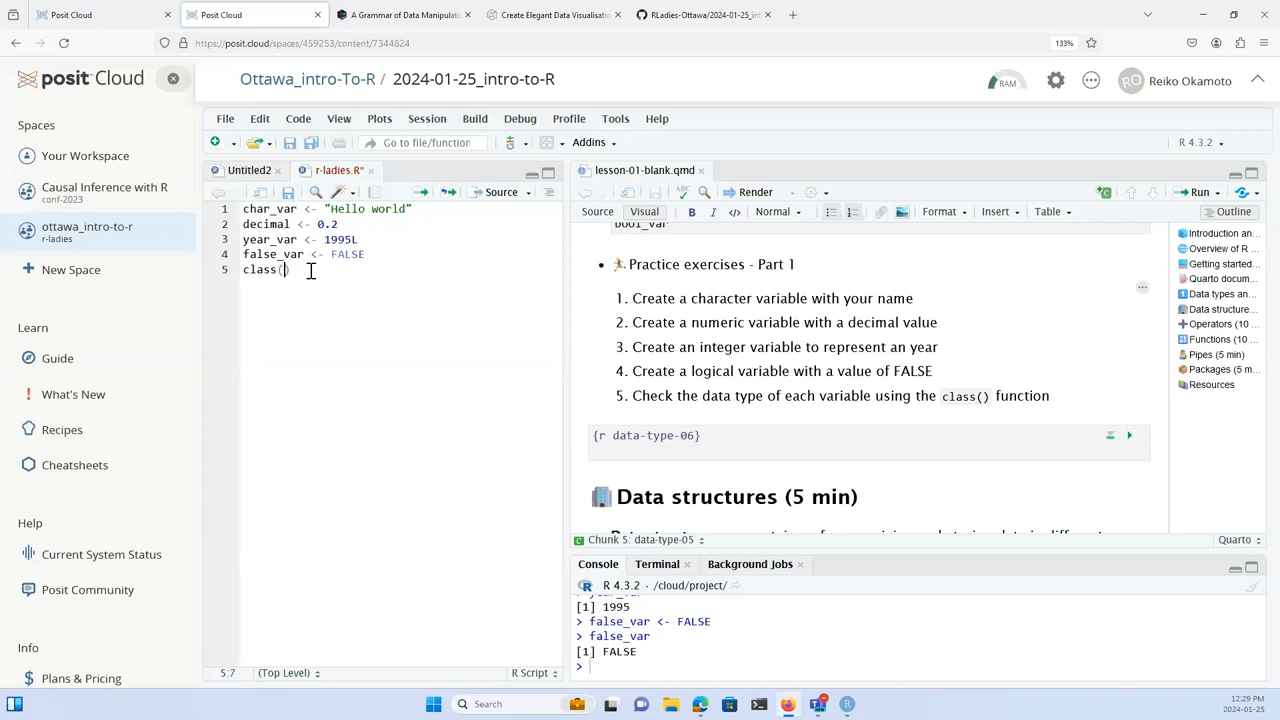 Posit Cloud
Posit Cloud
A Grammar of Data Manipulati
Create Elegant Data Visualisation
RLadies-Ottawa/2024-01-25_int
https://posit.cloud/spaces/459253/content/7344824
133%
posit Cloud
Ottawa_intro-To-R / 2024-01-25_intro-to-R
RAM
RO
Reiko Okamoto
Spaces
Your Workspace
Causal Inference with R
conf-2023
ottawa_intro-to-r
r-ladies
New Space
Learn
Guide
What's New
Recipes
Cheatsheets
Help
Current System Status
Posit Community
Info
Plans & Pricing
File Edit Code View Plots Session Build Debug Profile Tools Help
Go to file/function
Addins
R 4.3.2
Untitled2
r-ladies.R*
Source
1 char_var <- "Hello world"
2 decimal <- 0.2
3 year_var <- 1995L
4 false_var <- FALSE
5 class()
5:7
(Top Level)
R Script
lesson-01-blank.qmd
Render
Run
Source Visual B I </> Normal Format Insert Table Outline
bool_var
🏃Practice exercises - Part 1
1. Create a character variable with your name
2. Create a numeric variable with a decimal value
3. Create an integer variable to represent an year
4. Create a logical variable with a value of FALSE
5. Check the data type of each variable using the class() function
{r data-type-06}
Data structures (5 min)
Introduction an...
Overview of R ...
Getting started...
Quarto docum...
Data types an...
Data structure...
Operators (10 ...
Functions (10 ...
Pipes (5 min)
Packages (5 m...
Resources
Chunk 5: data-type-05
Quarto
Console Terminal Background Jobs
R 4.3.2 · /cloud/project/
[1] 1995
> false_var <- FALSE
> false_var
[1] FALSE
>
Search
12:29 PM
2024-01-25